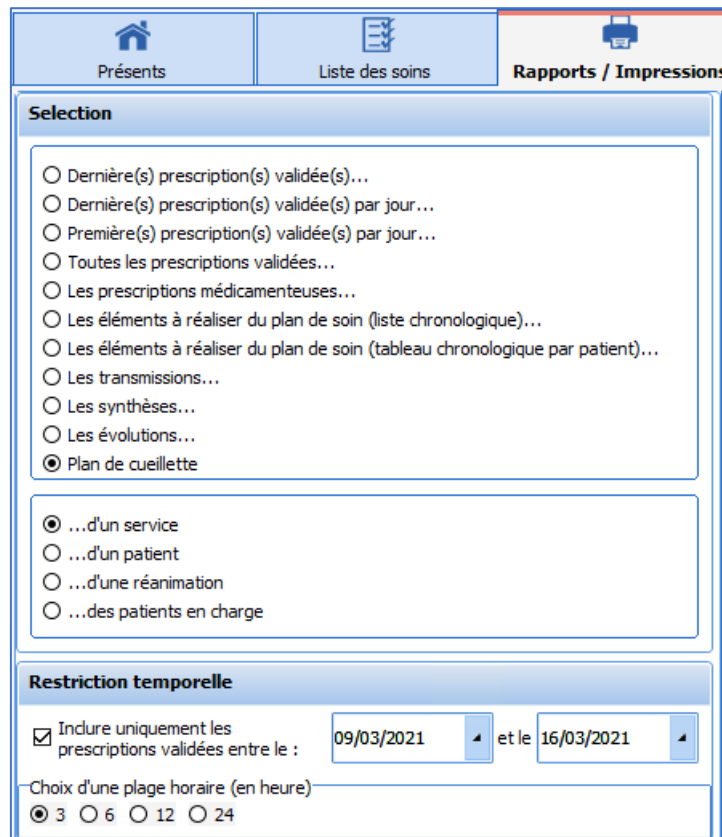 Présents
Liste des soins
Rapports / Impressions
Selection
Dernière(s) prescription(s) validée(s)...
Dernière(s) prescription(s) validée(s) par jour...
Première(s) prescription(s) validée(s) par jour...
Toutes les prescriptions validées...
Les prescriptions médicamenteuses...
Les éléments à réaliser du plan de soin (liste chronologique)...
Les éléments à réaliser du plan de soin (tableau chronologique par patient)...
Les transmissions...
Les synthèses...
Les évolutions...
Plan de cueillette
...d'un service
...d'un patient
...d'une réanimation
...des patients en charge
Restriction temporelle
Inclure uniquement les
prescriptions validées entre le : 09/03/2021 et le 16/03/2021
Choix d'une plage horaire (en heure)
3 6 12 24